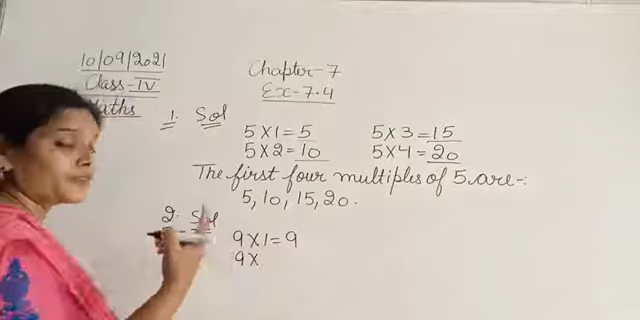 10/09/2021
Class-IV
Maths
Chapter-7
Ex-7.4
1. Sol
5×1=5 5×3=15
5×2=10 5×4=20
The first four multiples of 5 are-:
5, 10, 15, 20.
2. Sol
9×1=9
9×